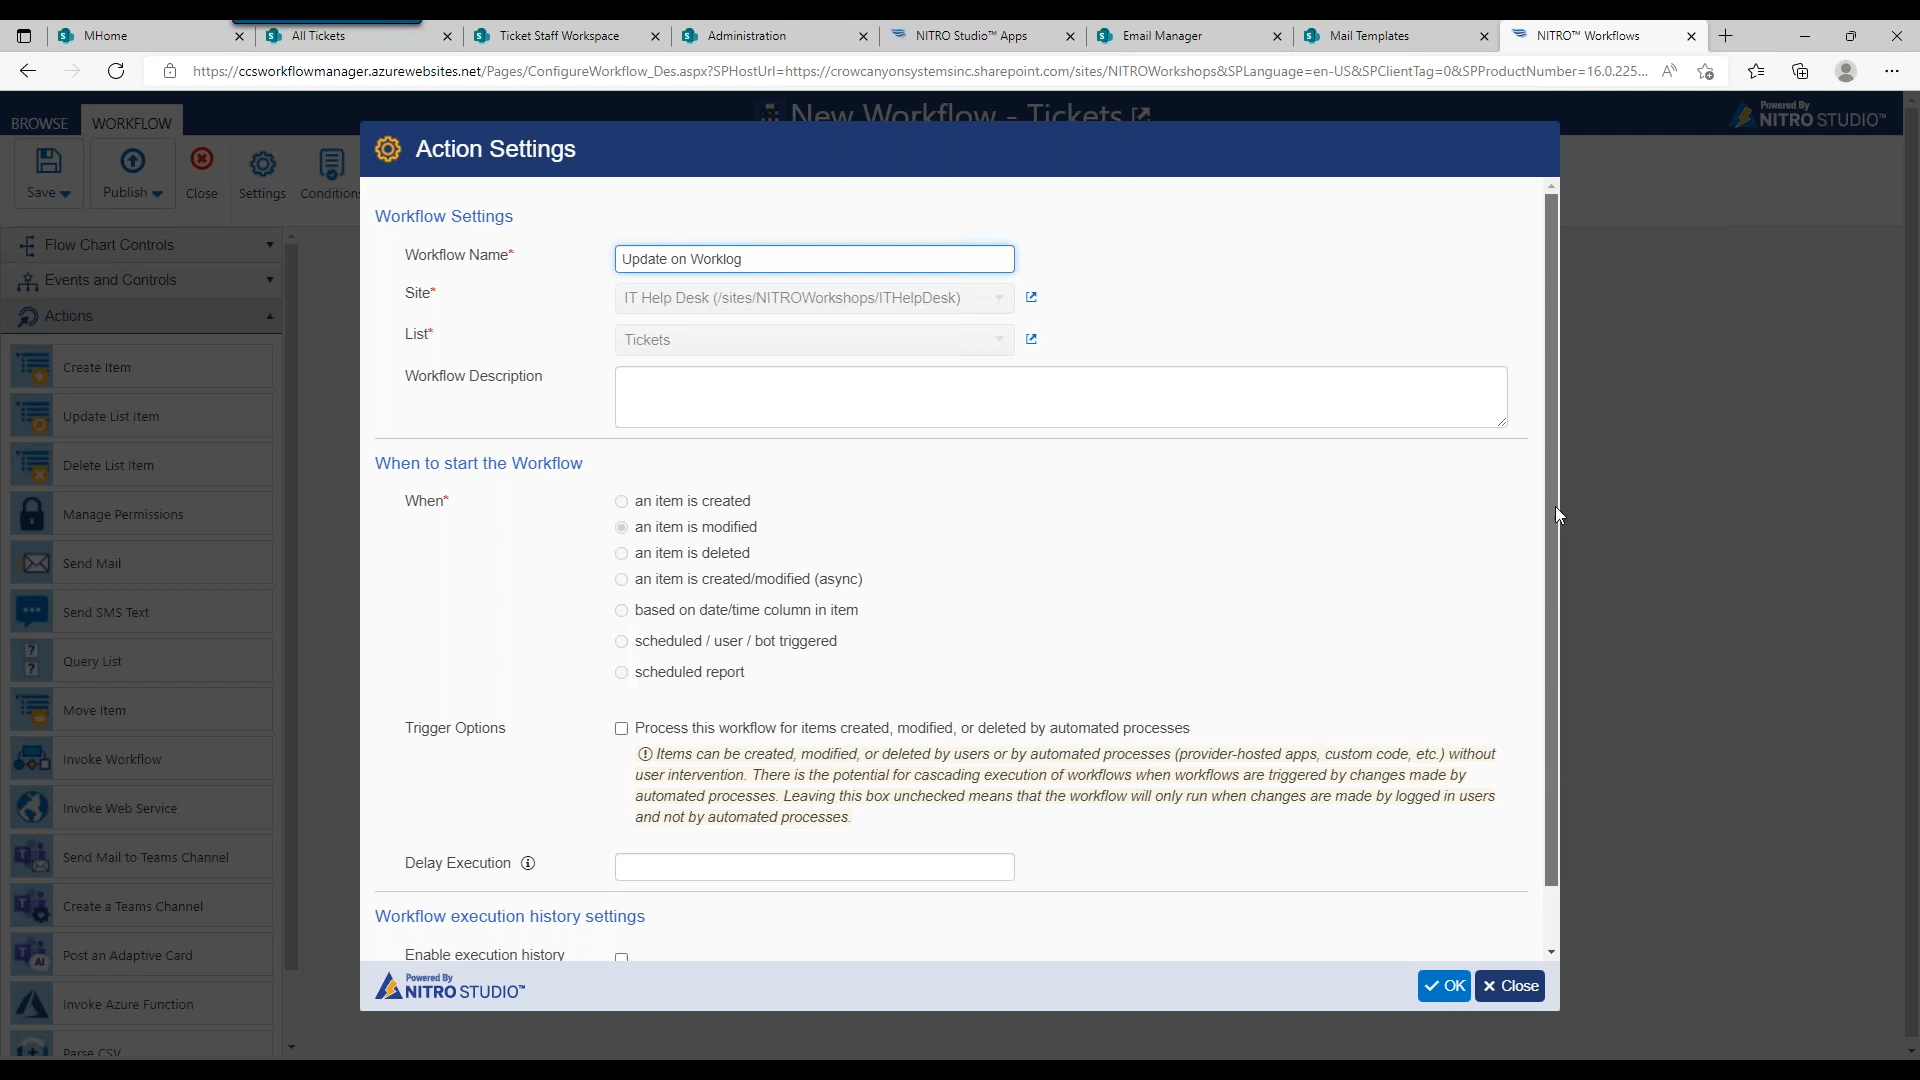 MHome
All Tickets
Ticket Staff Workspace
Administration
NITRO Studio™ Apps
Email Manager
Mail Templates
NITRO™ Workflows
https://ccsworkflowmanager.azurewebsites.net/Pages/ConfigureWorkflow_Des.aspx?SPHostUrl=https://crowcanyonsystemsinc.sharepoint.com/sites/NITROWorkshops&SPLanguage=en-US&SPClientTag=0&SPProductNumber=16.0.225...
BROWSE
WORKFLOW
New Workflow - Tickets
Powered By
NITRO STUDIO™
Save
Publish
Close
Settings
Conditions
Flow Chart Controls
Events and Controls
Actions
Create Item
Update List Item
Delete List Item
Manage Permissions
Send Mail
Send SMS Text
Query List
Move Item
Invoke Workflow
Invoke Web Service
Send Mail to Teams Channel
Create a Teams Channel
Post an Adaptive Card
Invoke Azure Function
Parse CSV
Action Settings
Workflow Settings
Workflow Name*
Update on Worklog
Site*
IT Help Desk (/sites/NITROWorkshops/ITHelpDesk)
List*
Tickets
Workflow Description
When to start the Workflow
When*
an item is created
an item is modified
an item is deleted
an item is created/modified (async)
based on date/time column in item
scheduled / user / bot triggered
scheduled report
Trigger Options
Process this workflow for items created, modified, or deleted by automated processes
Items can be created, modified, or deleted by users or by automated processes (provider-hosted apps, custom code, etc.) without
user intervention. There is the potential for cascading execution of workflows when workflows are triggered by changes made by
automated processes. Leaving this box unchecked means that the workflow will only run when changes are made by logged in users
and not by automated processes.
Delay Execution
Workflow execution history settings
Enable execution history
Powered By
NITRO STUDIO™
OK
Close